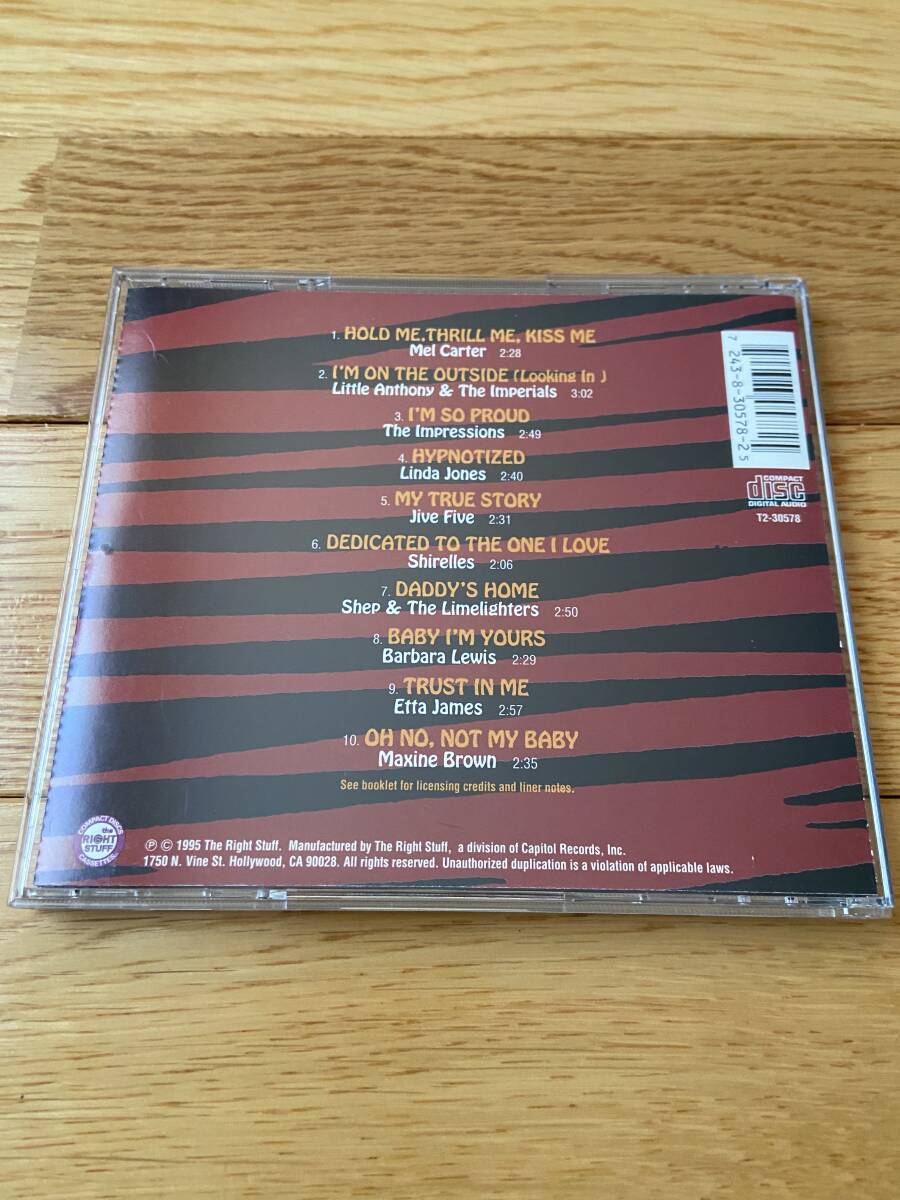 1. HOLD ME, THRILL ME, KISS ME
Mel Carter 2:28
2. I'M ON THE OUTSIDE (Looking In)
Little Anthony & The Imperials 3:02
3. I'M SO PROUD
The Impressions 2:49
4. HYPNOTIZED
Linda Jones 2:40
5. MY TRUE STORY
Jive Five 2:31
6. DEDICATED TO THE ONE I LOVE
Shirelles 2:06
7. DADDY'S HOME
Shep & The Limelighters 2:50
8. BABY I'M YOURS
Barbara Lewis 2:29
9. TRUST IN ME
Etta James 2:57
10. OH NO, NOT MY BABY
Maxine Brown 2:35
See booklet for licensing credits and liner notes.
7 243-8-30578-2 5
COMPACT
disc
DIGITAL AUDIO
T2-30578
COMPACT DISCS
the
RIGHT
STUFF
CASSETTES
℗ © 1995 The Right Stuff. Manufactured by The Right Stuff, a division of Capitol Records, Inc.
1750 N. Vine St. Hollywood, CA 90028. All rights reserved. Unauthorized duplication is a violation of applicable laws.